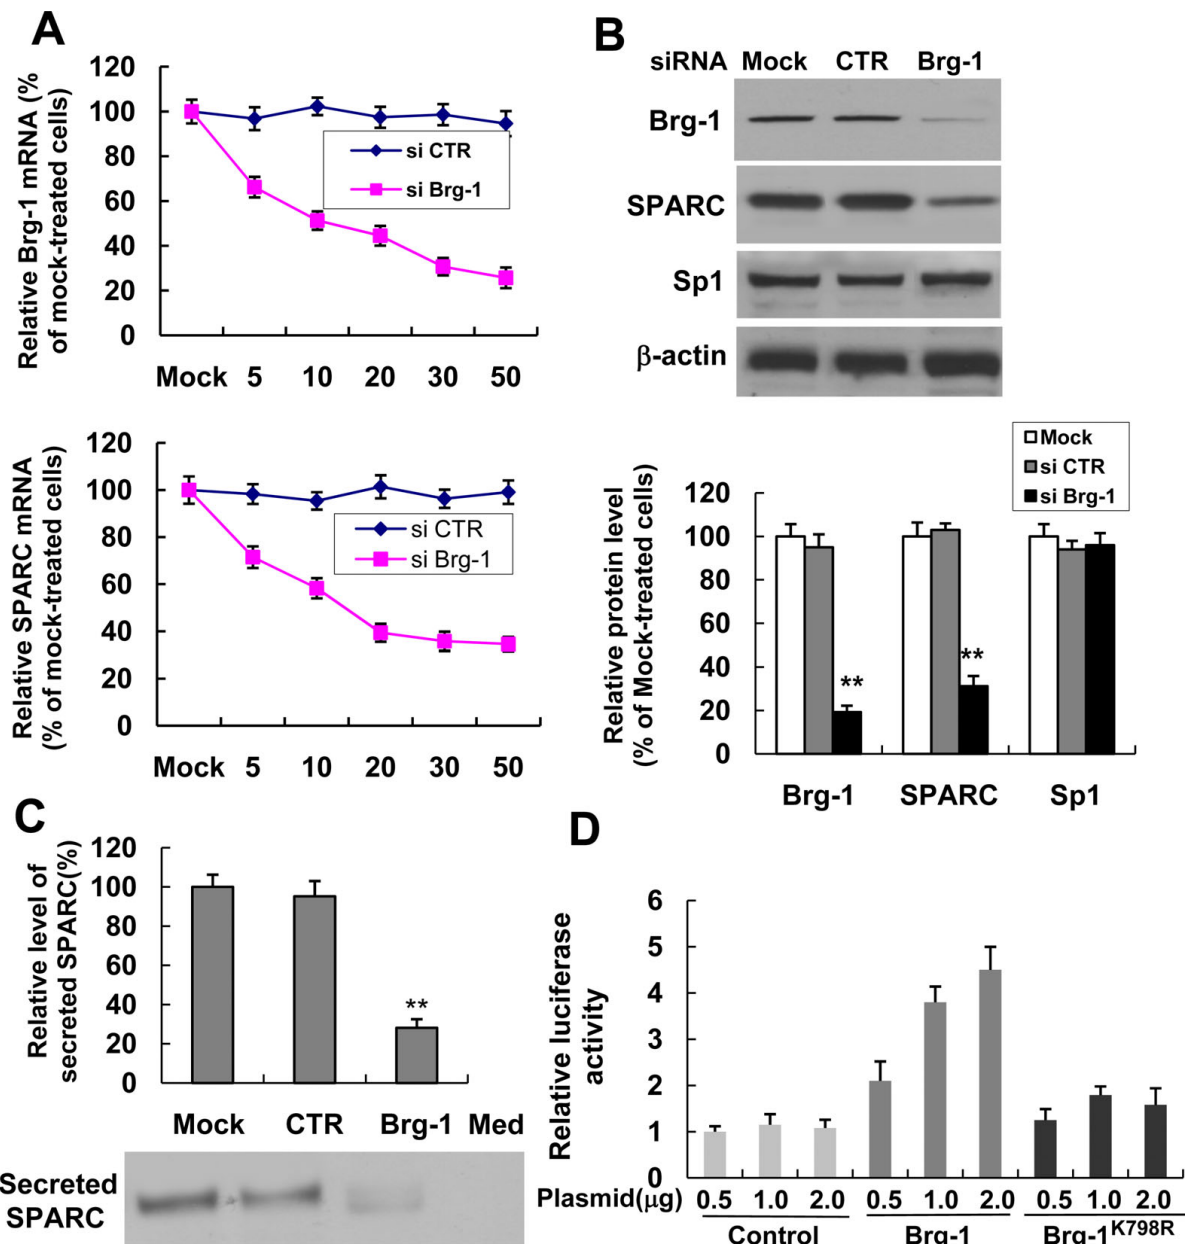 A
Relative Brg-1 mRNA (%
of mock-treated cells)
120
100
80
60
40
20
0
si CTR
si Brg-1
Mock 5 10 20 30 50
Relative SPARC mRNA
(% of mock-treated cells)
120
100
80
60
40
20
0
si CTR
si Brg-1
Mock 5 10 20 30 50
B
siRNA Mock CTR Brg-1
Brg-1
SPARC
Sp1
β-actin
Mock
si CTR
si Brg-1
Relative protein level
(% of Mock-treated cells)
120
100
80
60
40
20
0
**
**
Brg-1 SPARC Sp1
C
Relative level of
secreted SPARC(%)
120
100
80
60
40
20
0
**
Mock CTR Brg-1 Med
Secreted
SPARC
D
Relative luciferase
activity
6
5
4
3
2
1
0
Plasmid(μg) 0.5 1.0 2.0 0.5 1.0 2.0 0.5 1.0 2.0
Control Brg-1 Brg-1K798R